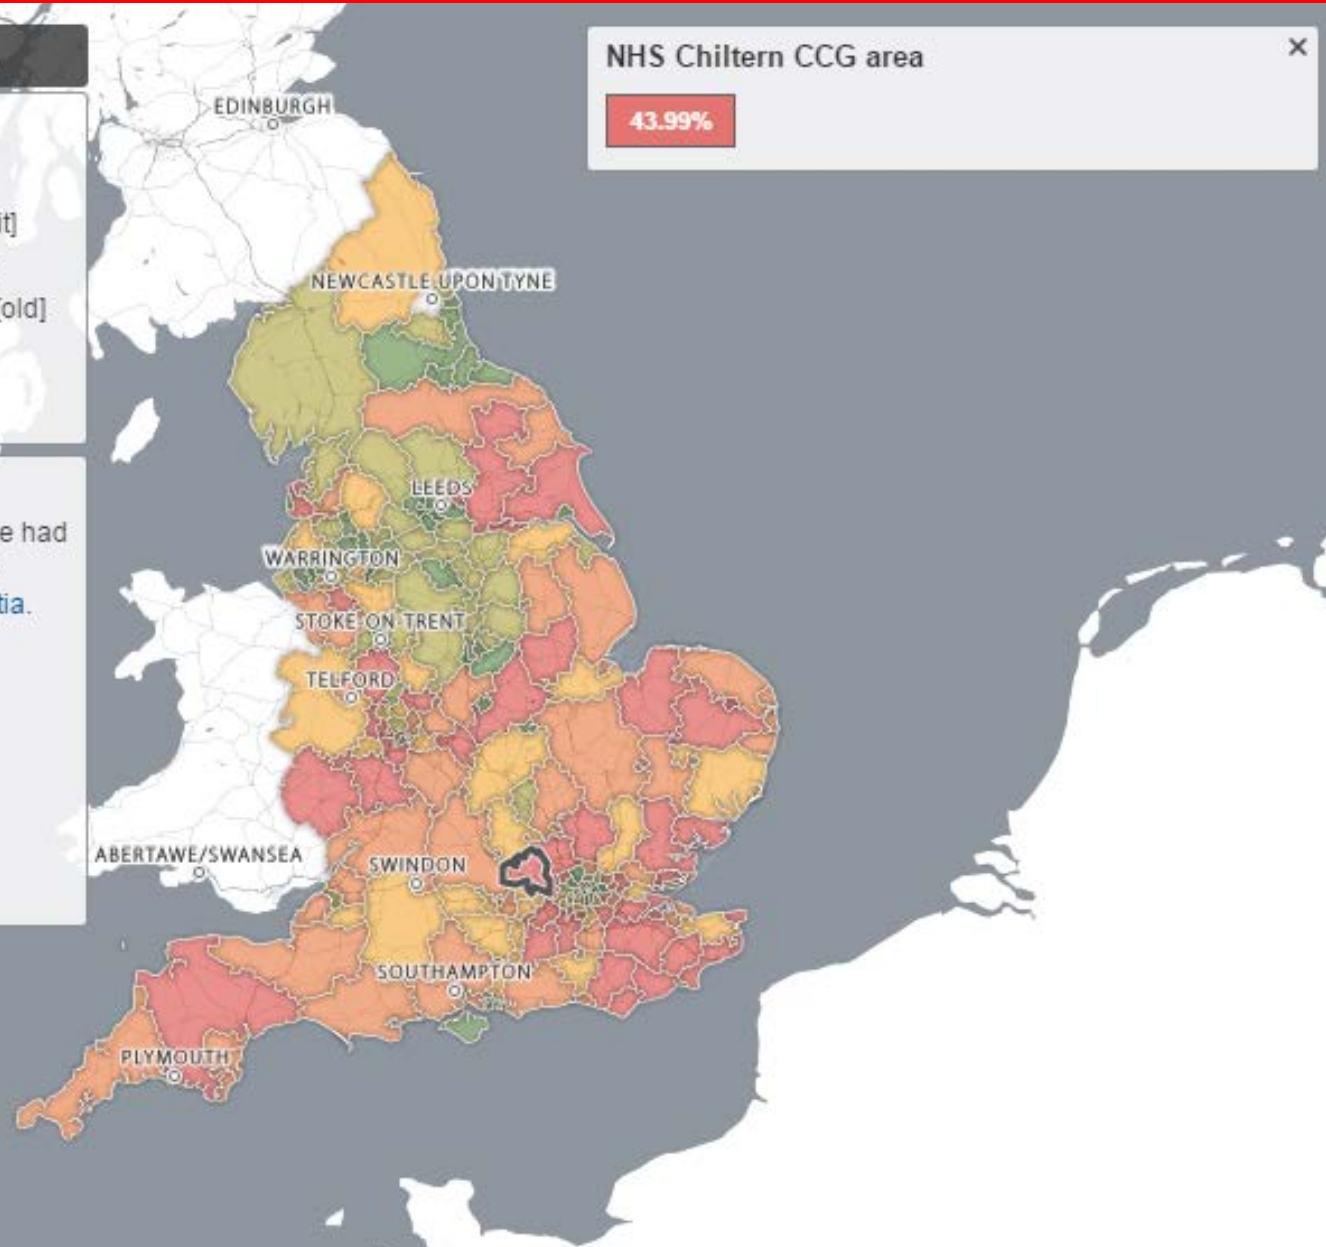 NHS Chiltern CCG area
×
43.99%
EDINBURGH
it]
old]
NEWCASTLE UPON TYNE
LEEDS
e had
WARRINGTON
tia.
STOKE-ON-TRENT
TELFORD
ABERTAWE/SWANSEA
SWINDON
SOUTHAMPTON
PLYMOUTH